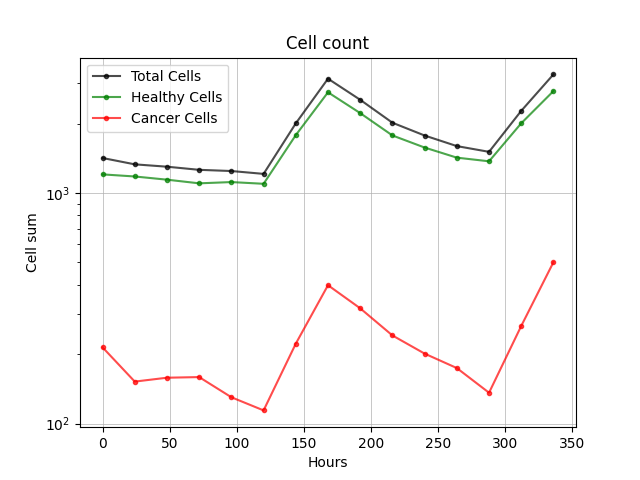 Cell count
Total Cells
Healthy Cells
Cancer Cells
Cell sum
10³
10²
0 50 100 150 200 250 300 350
Hours